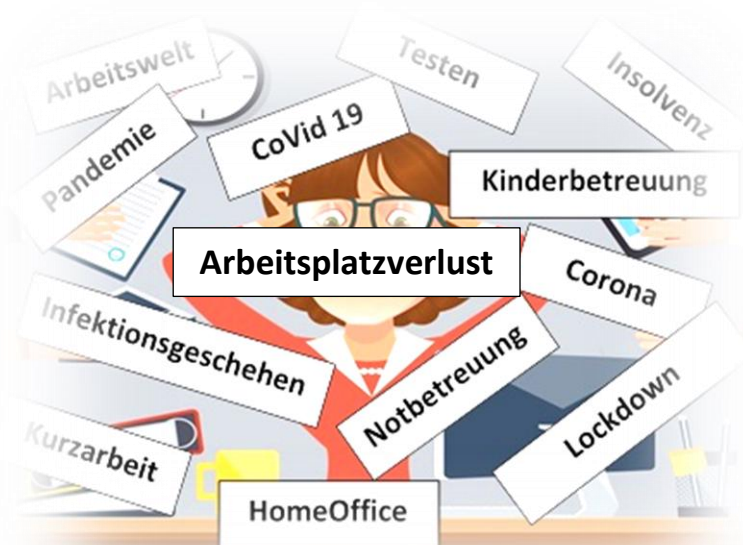 Arbeitswelt
Testen
Insolvenz
Pandemie
CoVid 19
Kinderbetreuung
Arbeitsplatzverlust
Corona
Infektionsgeschehen
Notbetreuung
Lockdown
Kurzarbeit
HomeOffice